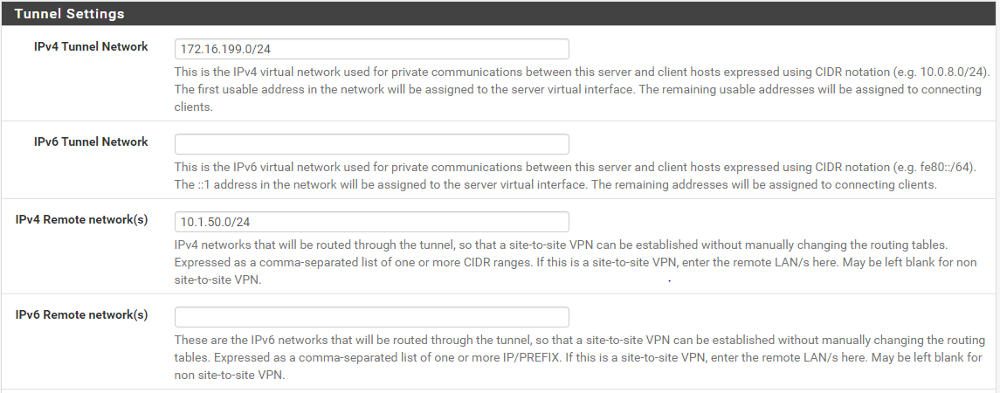 Tunnel Settings
IPv4 Tunnel Network
172.16.199.0/24
This is the IPv4 virtual network used for private communications between this server and client hosts expressed using CIDR notation (e.g. 10.0.8.0/24).
The first usable address in the network will be assigned to the server virtual interface. The remaining usable addresses will be assigned to connecting
clients.
IPv6 Tunnel Network
This is the IPv6 virtual network used for private communications between this server and client hosts expressed using CIDR notation (e.g. fe80::/64).
The ::1 address in the network will be assigned to the server virtual interface. The remaining addresses will be assigned to connecting clients.
IPv4 Remote network(s)
10.1.50.0/24
IPv4 networks that will be routed through the tunnel, so that a site-to-site VPN can be established without manually changing the routing tables.
Expressed as a comma-separated list of one or more CIDR ranges. If this is a site-to-site VPN, enter the remote LAN/s here. May be left blank for non
site-to-site VPN.
IPv6 Remote network(s)
These are the IPv6 networks that will be routed through the tunnel, so that a site-to-site VPN can be established without manually changing the routing
tables. Expressed as a comma-separated list of one or more IP/PREFIX. If this is a site-to-site VPN, enter the remote LAN/s here. May be left blank for
non site-to-site VPN.